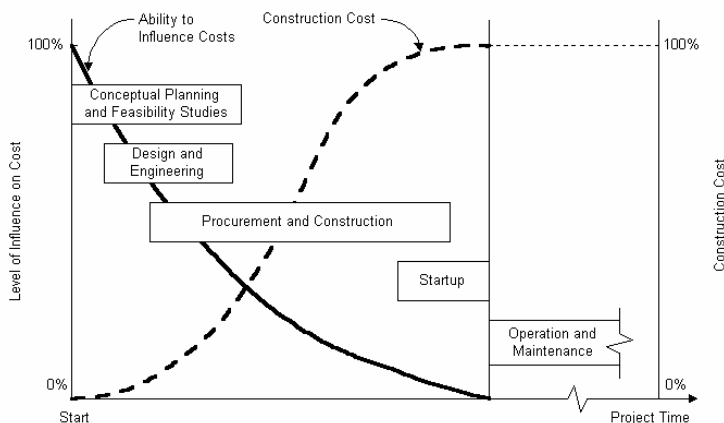 Ability to
Influence Costs
Construction Cost
100%
100%
Conceptual Planning
and Feasibility Studies
Design and
Engineering
Procurement and Construction
Startup
Operation and
Maintenance
Level of Influence on Cost
Construction Cost
0%
0%
Start
Project Time